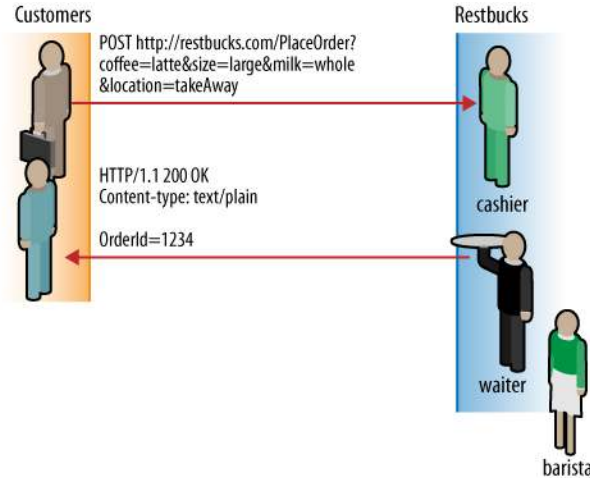 Customers
Restbucks
POST http://restbucks.com/PlaceOrder?
coffee=latte&size=large&milk=whole
&location=takeAway
cashier
HTTP/1.1 200 OK
Content-type: text/plain
OrderId=1234
waiter
barista